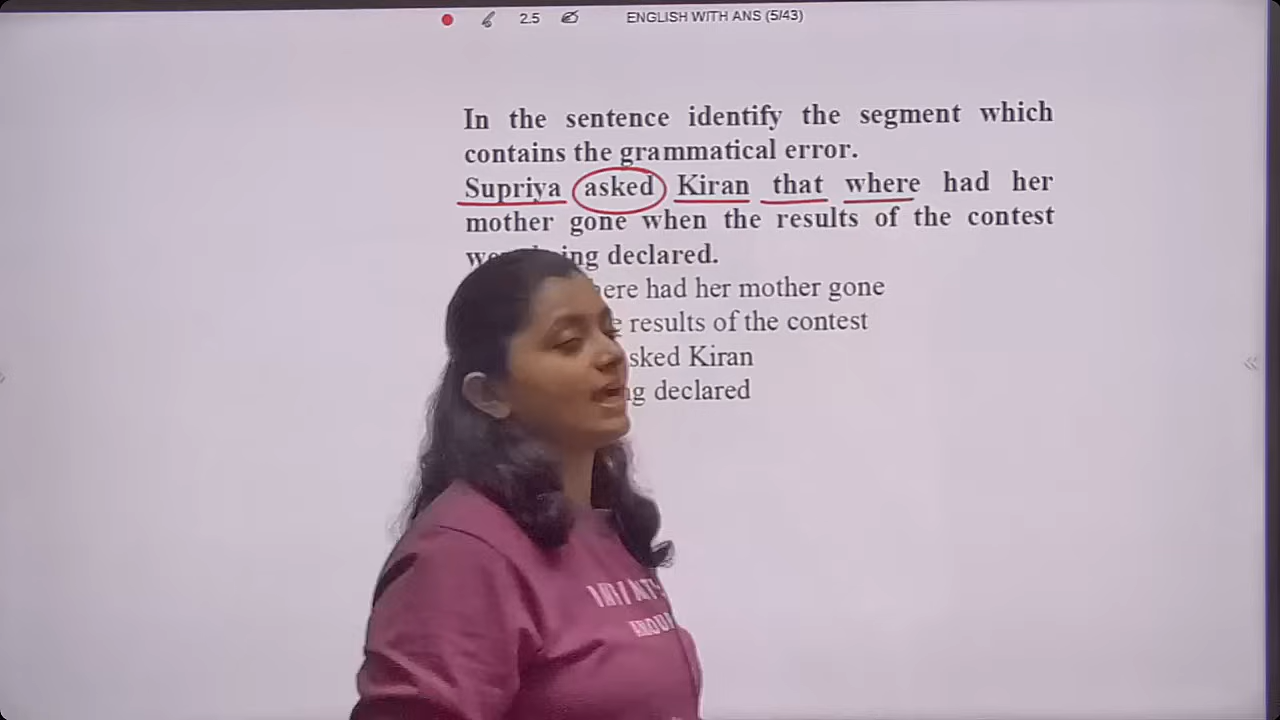 2.5 ENGLISH WITH ANS (5/43)
In the sentence identify the segment which
contains the grammatical error.
Supriya asked Kiran that where had her
mother gone when the results of the contest
declared.
had her mother gone
results of the contest
Kiran
declared